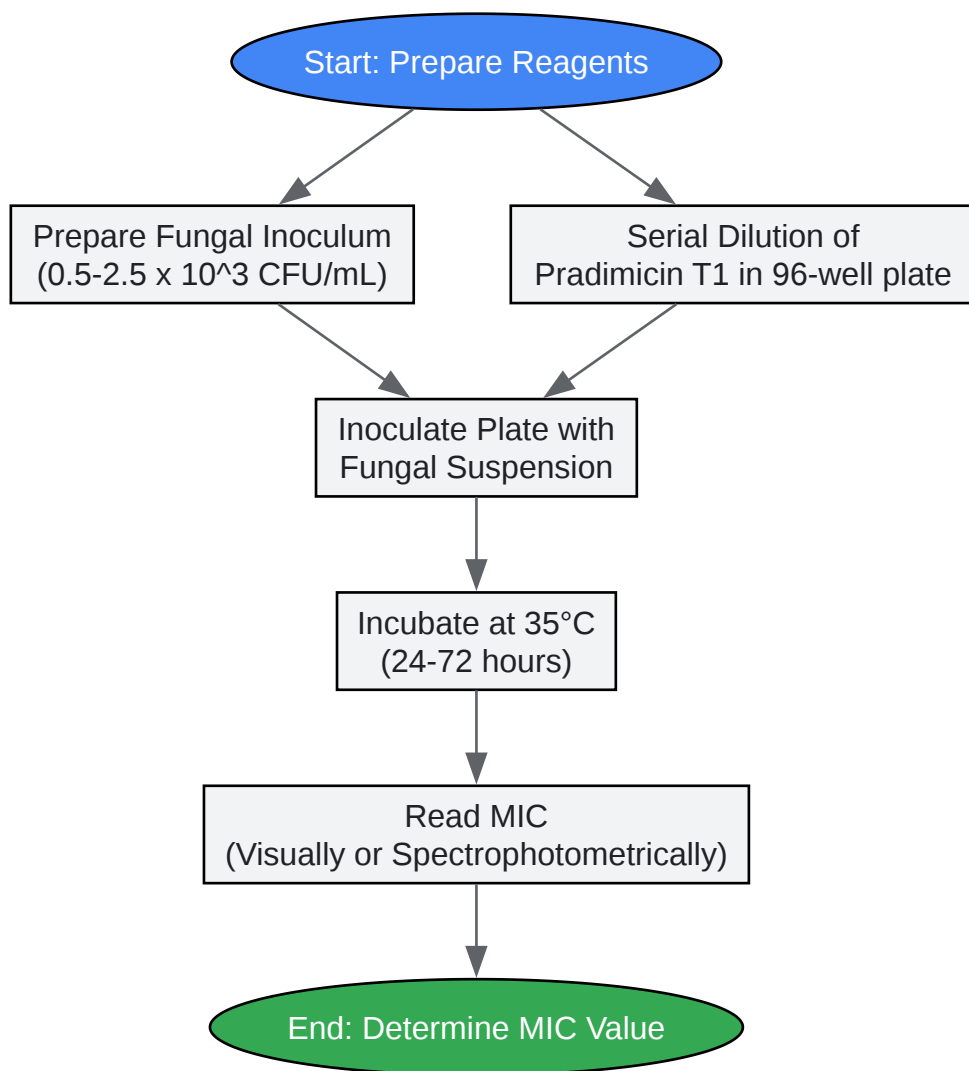 Start: Prepare Reagents
Prepare Fungal Inoculum
(0.5-2.5 x 10^3 CFU/mL)
Serial Dilution of
Pradimicin T1 in 96-well plate
Inoculate Plate with
Fungal Suspension
Incubate at 35°C
(24-72 hours)
Read MIC
(Visually or Spectrophotometrically)
End: Determine MIC Value